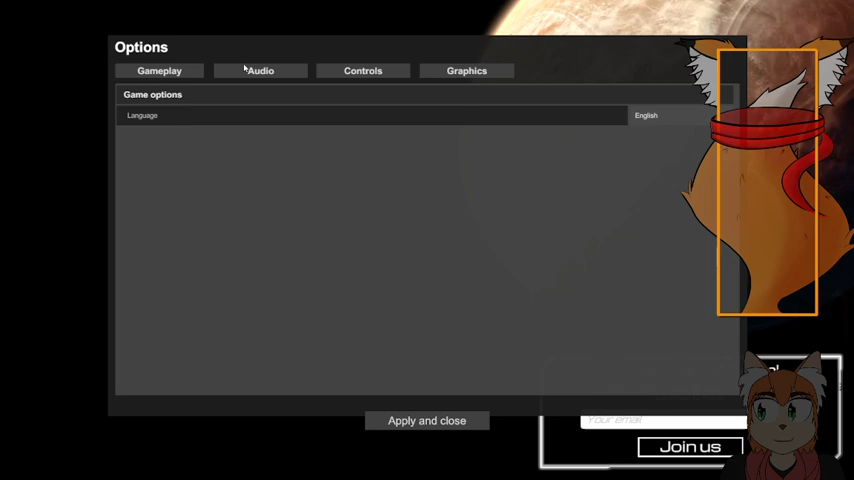 Options
Gameplay Audio Controls Graphics
Game options
Language English
Apply and close
Your email
Join us